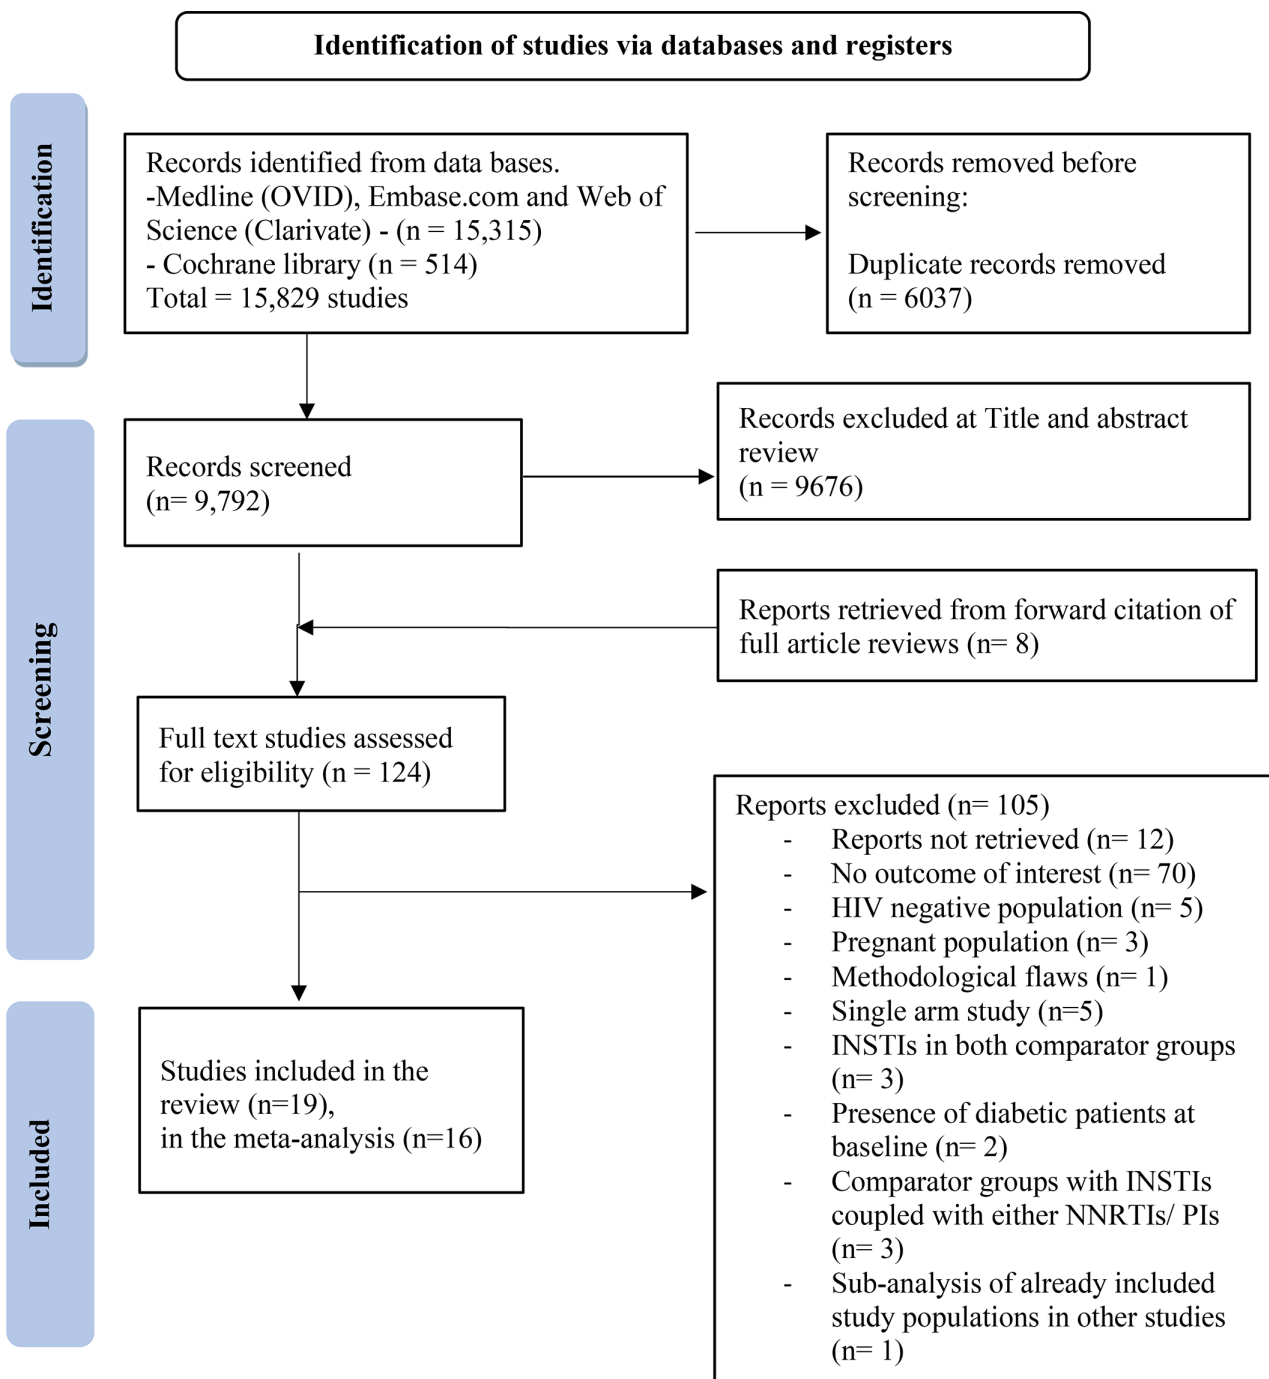 Identification of studies via databases and registers
Identification
Records identified from data bases.
-Medline (OVID), Embase.com and Web of
Science (Clarivate) - (n = 15,315)
- Cochrane library (n = 514)
Total = 15,829 studies
Records removed before
screening:
Duplicate records removed
(n = 6037)
Screening
Records screened
(n= 9,792)
Records excluded at Title and abstract
review
(n = 9676)
Reports retrieved from forward citation of
full article reviews (n= 8)
Full text studies assessed
for eligibility (n = 124)
Reports excluded (n= 105)
- Reports not retrieved (n= 12)
- No outcome of interest (n= 70)
- HIV negative population (n= 5)
- Pregnant population (n= 3)
- Methodological flaws (n= 1)
- Single arm study (n=5)
- INSTIs in both comparator groups
(n= 3)
- Presence of diabetic patients at
baseline (n= 2)
- Comparator groups with INSTIs
coupled with either NNRTIs/ PIs
(n= 3)
- Sub-analysis of already included
study populations in other studies
(n= 1)
Included
Studies included in the
review (n=19),
in the meta-analysis (n=16)